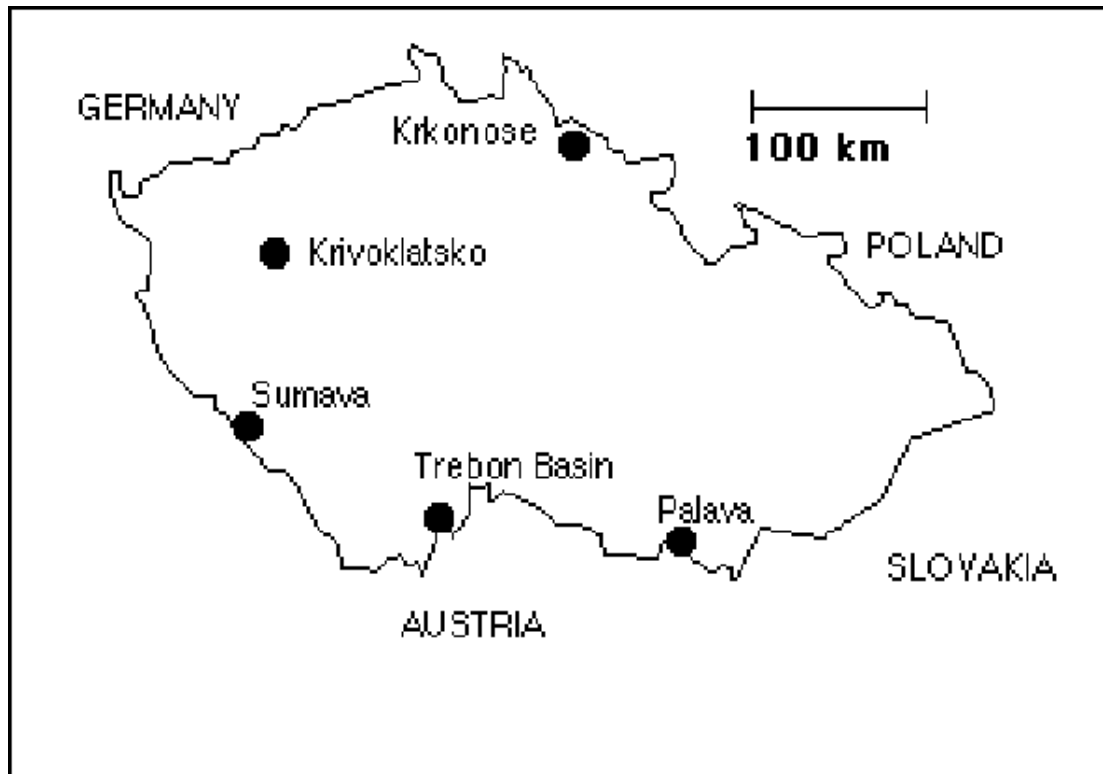 GERMANY
Krkonose
100 km
Krivoklatsko
POLAND
Sumava
Trebon Basin
Palava
SLOVAKIA
AUSTRIA